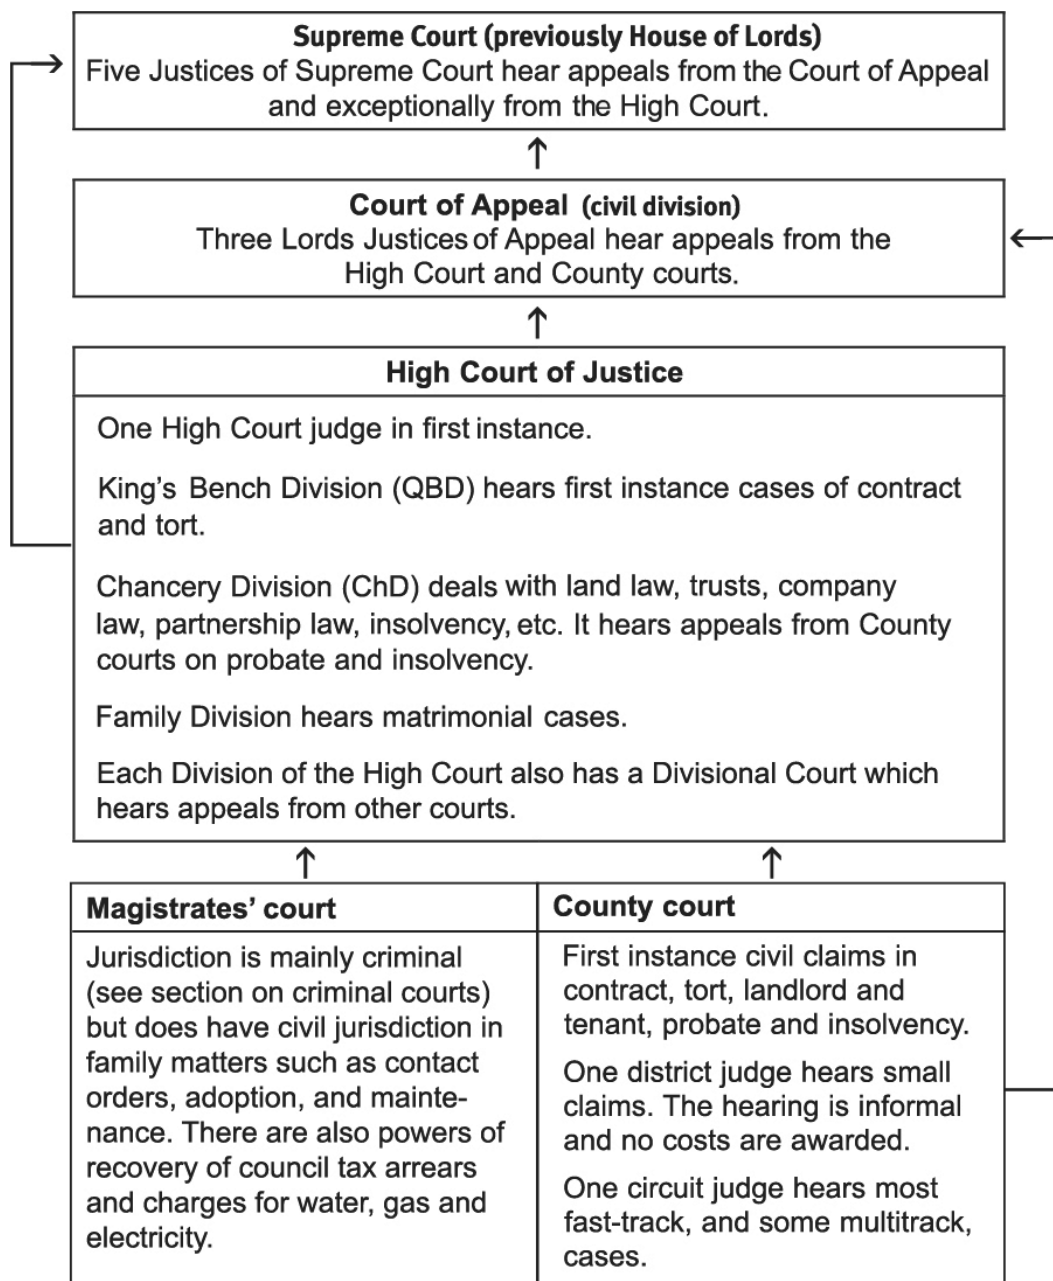 Supreme Court (previously House of Lords)
Five Justices of Supreme Court hear appeals from the Court of Appeal
and exceptionally from the High Court.
Court of Appeal (civil division)
Three Lords Justices of Appeal hear appeals from the
High Court and County courts.
High Court of Justice
One High Court judge in first instance.
King's Bench Division (QBD) hears first instance cases of contract
and tort.
Chancery Division (ChD) deals with land law, trusts, company
law, partnership law, insolvency, etc. It hears appeals from County
courts on probate and insolvency.
Family Division hears matrimonial cases.
Each Division of the High Court also has a Divisional Court which
hears appeals from other courts.
Magistrates' court
Jurisdiction is mainly criminal
(see section on criminal courts)
but does have civil jurisdiction in
family matters such as contact
orders, adoption, and mainte-
nance. There are also powers of
recovery of council tax arrears
and charges for water, gas and
electricity.
County court
First instance civil claims in
contract, tort, landlord and
tenant, probate and insolvency.
One district judge hears small
claims. The hearing is informal
and no costs are awarded.
One circuit judge hears most
fast-track, and some multitrack,
cases.